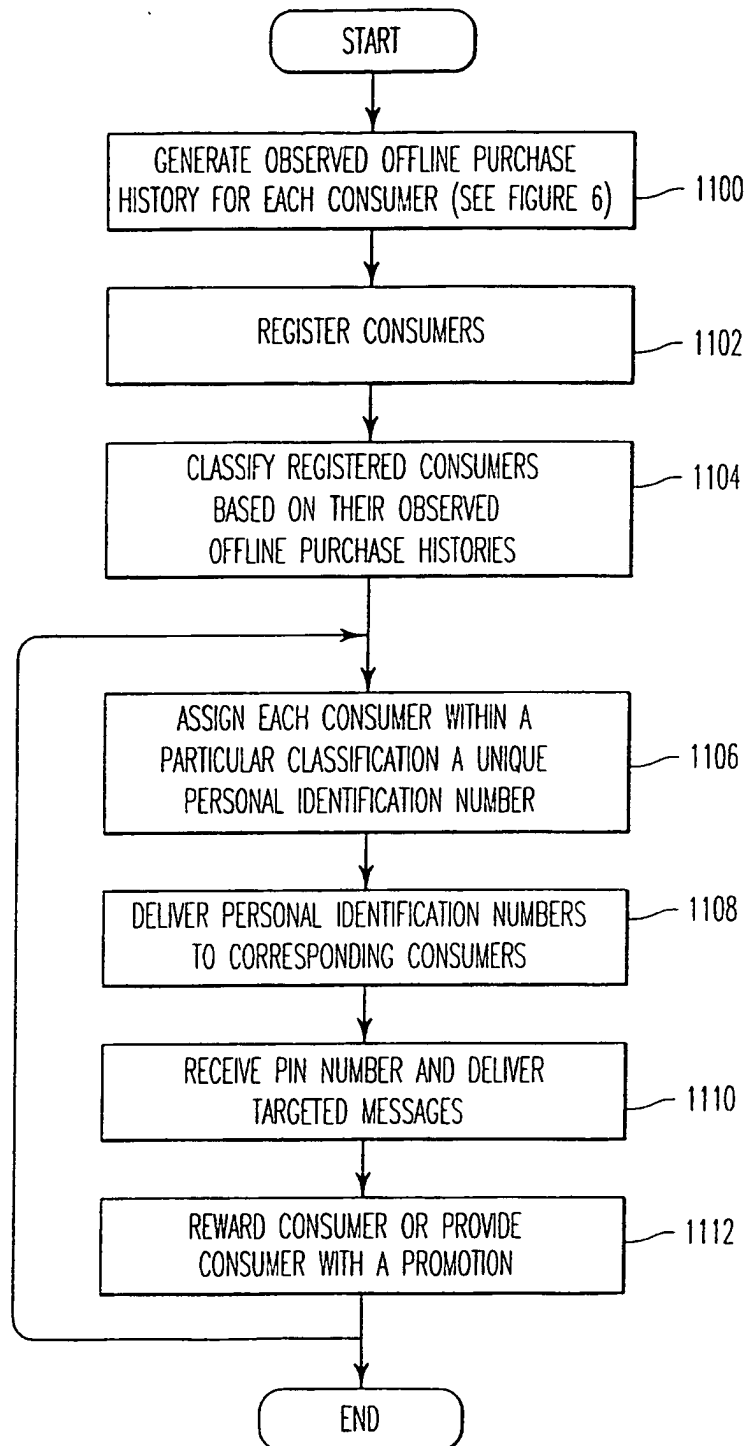 START
GENERATE OBSERVED OFFLINE PURCHASE
HISTORY FOR EACH CONSUMER (SEE FIGURE 6)
1100
REGISTER CONSUMERS
1102
CLASSIFY REGISTERED CONSUMERS
BASED ON THEIR OBSERVED
OFFLINE PURCHASE HISTORIES
1104
ASSIGN EACH CONSUMER WITHIN A
PARTICULAR CLASSIFICATION A UNIQUE
PERSONAL IDENTIFICATION NUMBER
1106
DELIVER PERSONAL IDENTIFICATION NUMBERS
TO CORRESPONDING CONSUMERS
1108
RECEIVE PIN NUMBER AND DELIVER
TARGETED MESSAGES
1110
REWARD CONSUMER OR PROVIDE
CONSUMER WITH A PROMOTION
1112
END